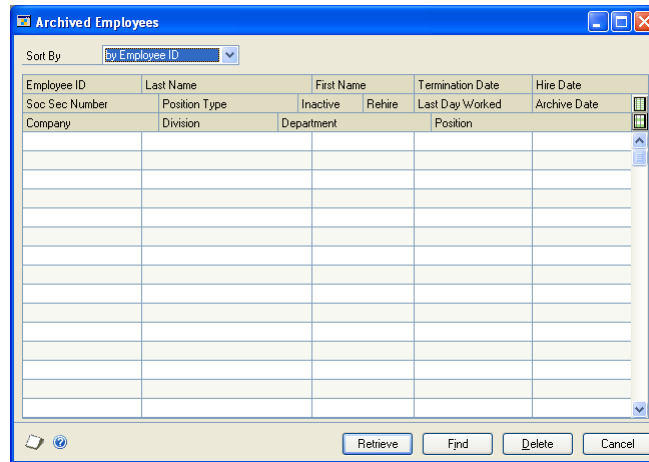 Archived Employees
Sort By by Employee ID
Employee ID Last Name First Name Termination Date Hire Date
Soc Sec Number Position Type Inactive Rehire Last Day Worked Archive Date
Company Division Department Position
Retrieve Find Delete Cancel